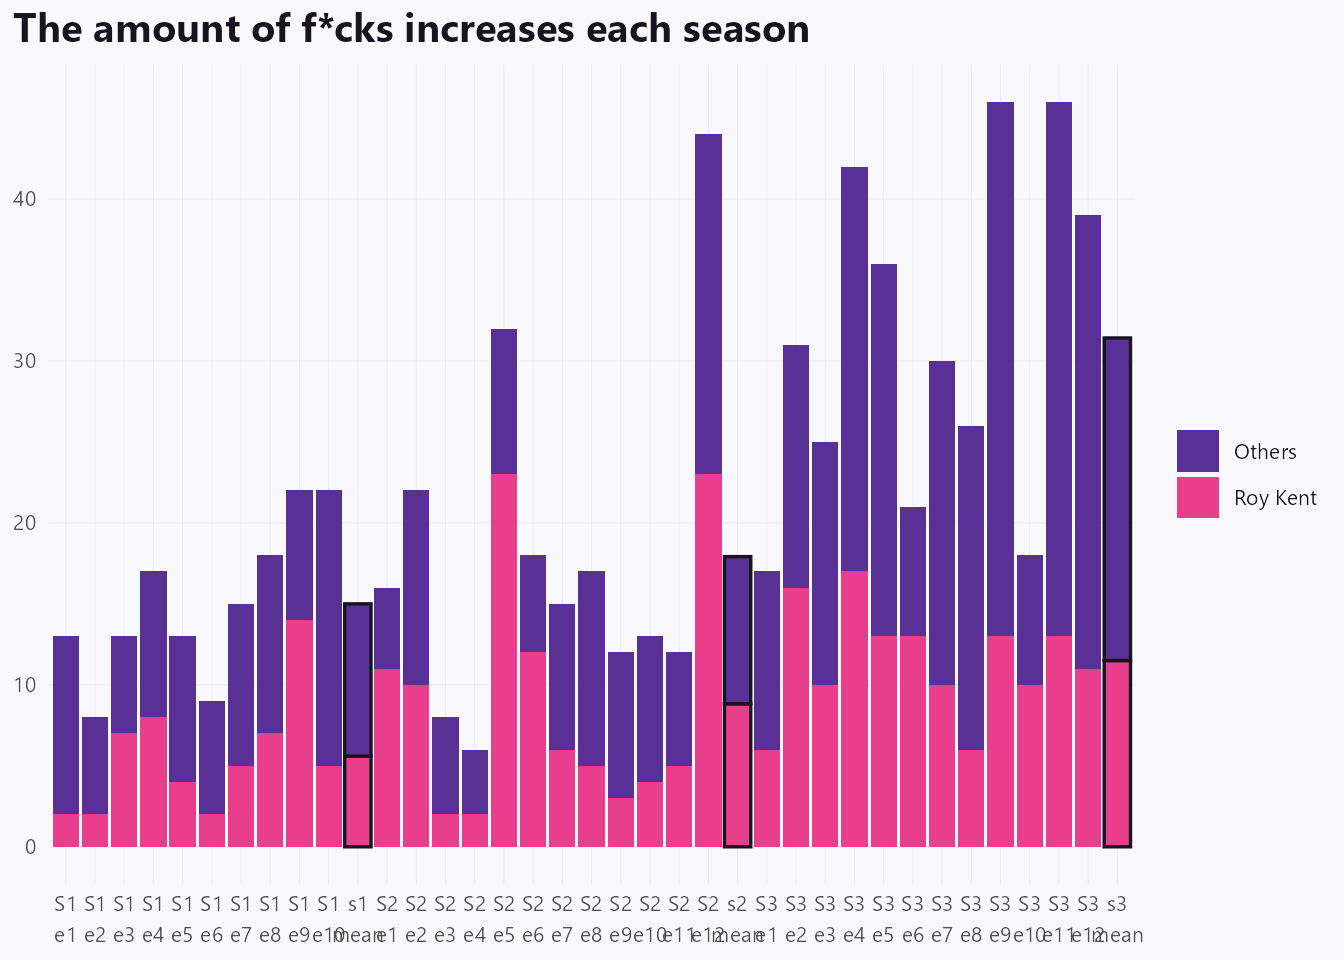 The amount of f*cks increases each season
40
30
20
10
0
Others
Roy Kent
S1 S1 S1 S1 S1 S1 S1 S1 S1 S1 s1 S2 S2 S2 S2 S2 S2 S2 S2 S2 S2 S2 S2 s2 S3 S3 S3 S3 S3 S3 S3 S3 S3 S3 S3 S3 s3
e1 e2 e3 e4 e5 e6 e7 e8 e9 e10 mean e1 e2 e3 e4 e5 e6 e7 e8 e9 e10 e11 e12 mean e1 e2 e3 e4 e5 e6 e7 e8 e9 e10 e11 e12 mean